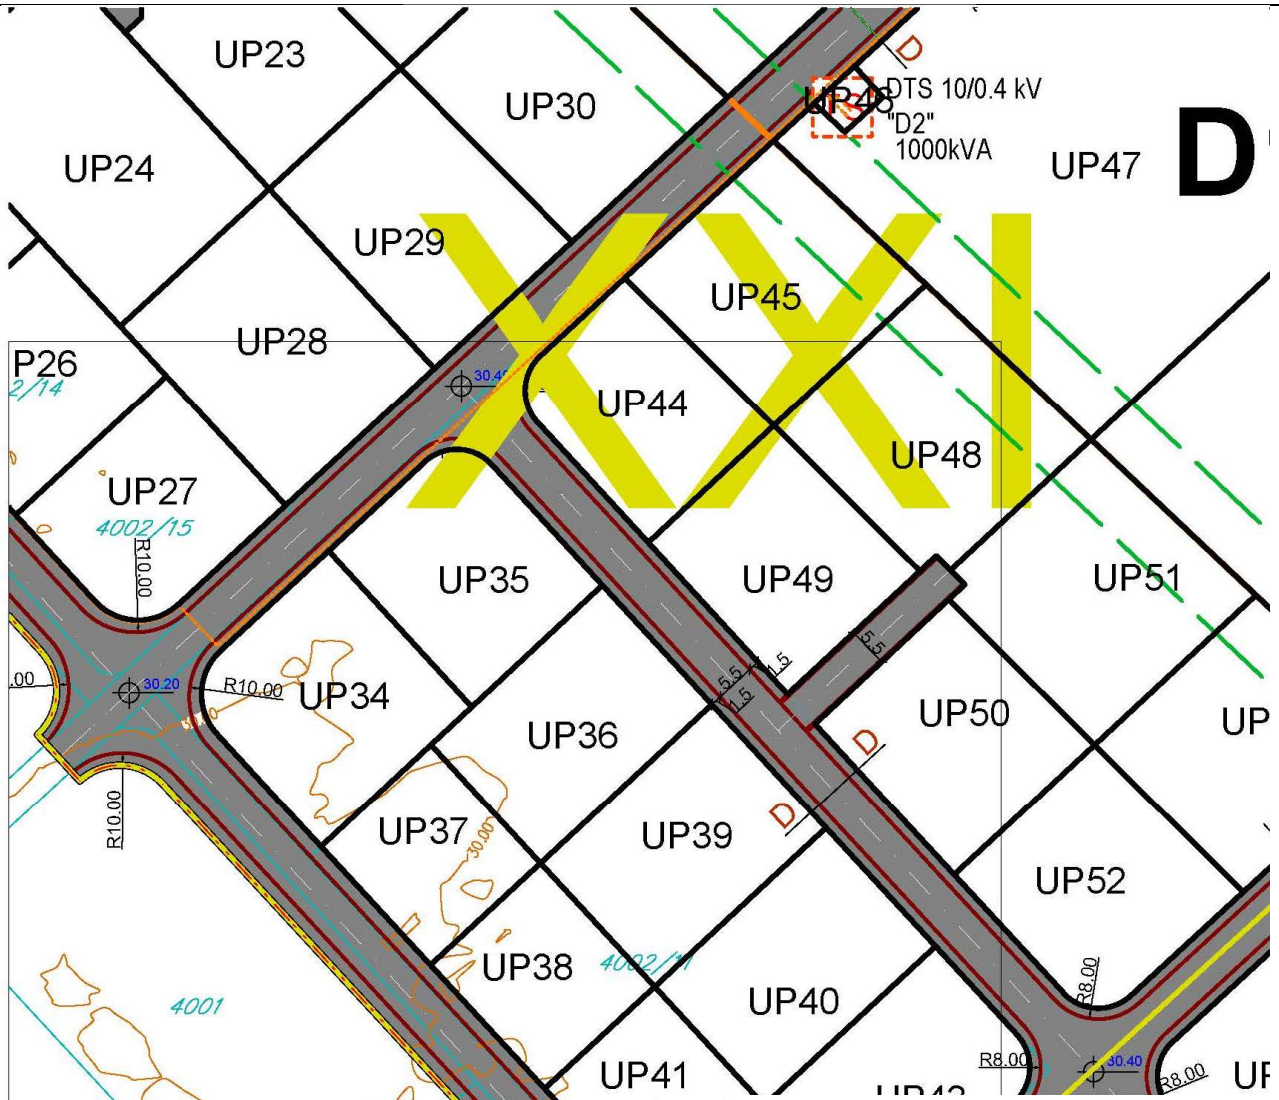 UP23
D
DTS 10/0.4 kV
UP30
UP46
"D2"
1000kVA
UP47
D
UP24
UP29
XXI
UP45
UP28
P26
2/14
30.4
UP44
UP48
UP27
4002/15
R10.00
UP35
UP49
UP51
5.5
5.5
1.5
1.5
.00
30.20
R10.00
UP34
UP50
UP
UP36
D
R10.00
UP37
30.00
D
UP39
UP52
UP38
4002/11
R8.00
4001
UP40
R8.00
30.40
R8.00
UP41
UP